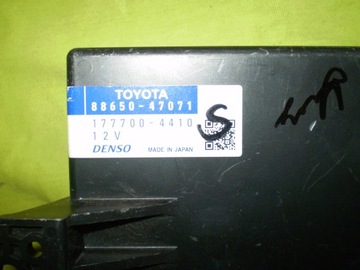 TOYOTA
88650-47071
177700-4410
12V
DENSO MADE IN JAPAN
S